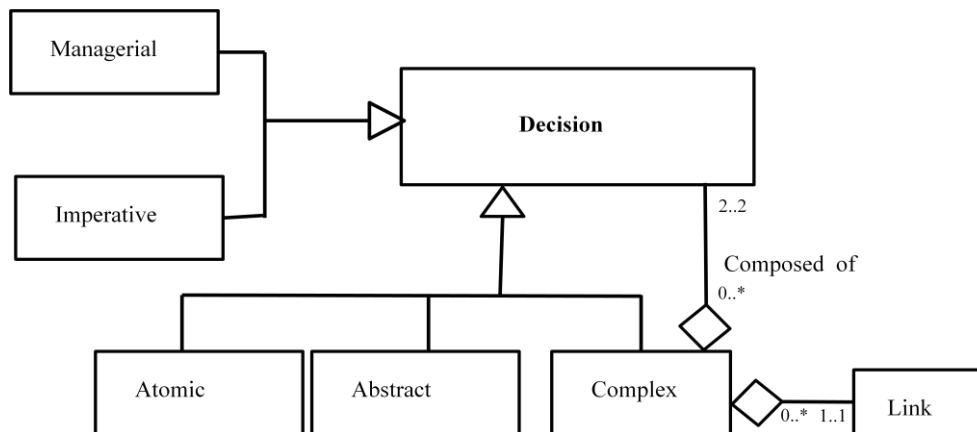 Managerial
Decision
Imperative
2..2
Composed of
0..*
Atomic
Abstract
Complex
0..*
1..1
Link